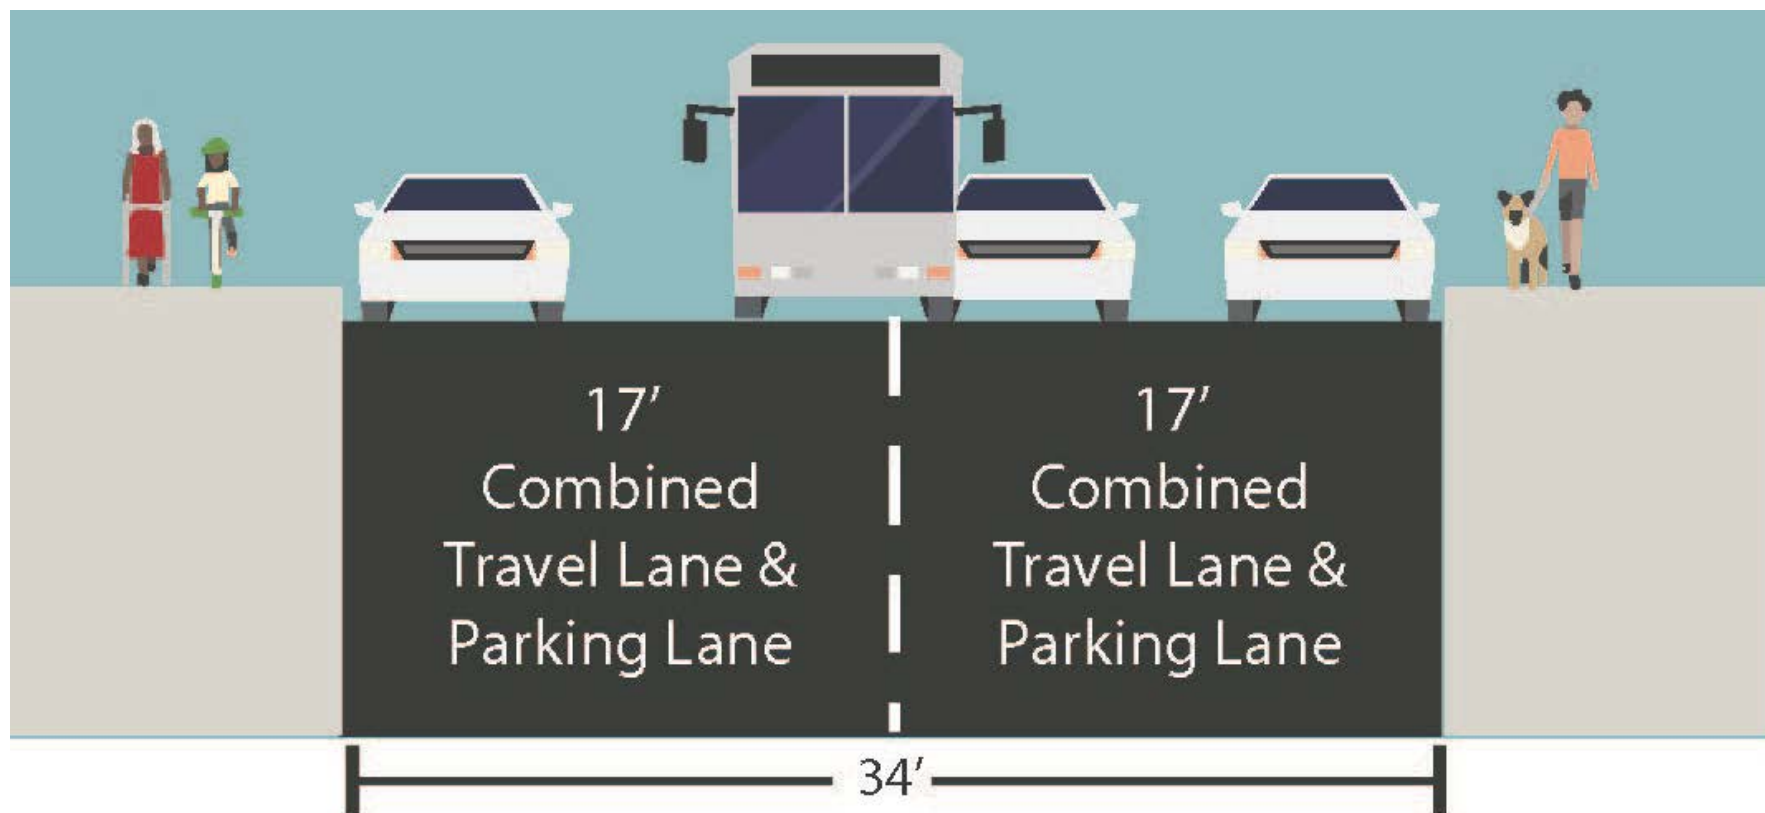 17′
Combined
Travel Lane &
Parking Lane
17′
Combined
Travel Lane &
Parking Lane
34′